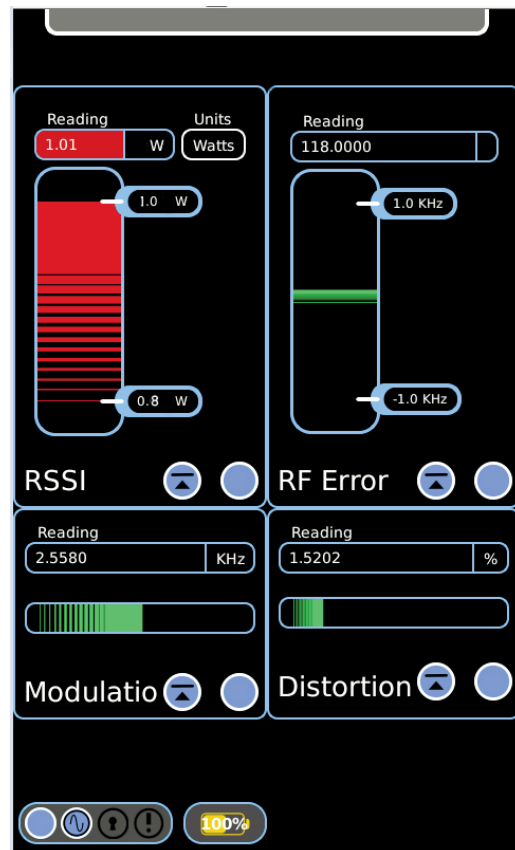 Reading Units
1.01 W Watts
1.0 W
0.8 W
RSSI
Reading
118.0000
1.0 KHz
-1.0 KHz
RF Error
Reading
2.5580 KHz
Modulatio
Reading
1.5202 %
Distortion
100%